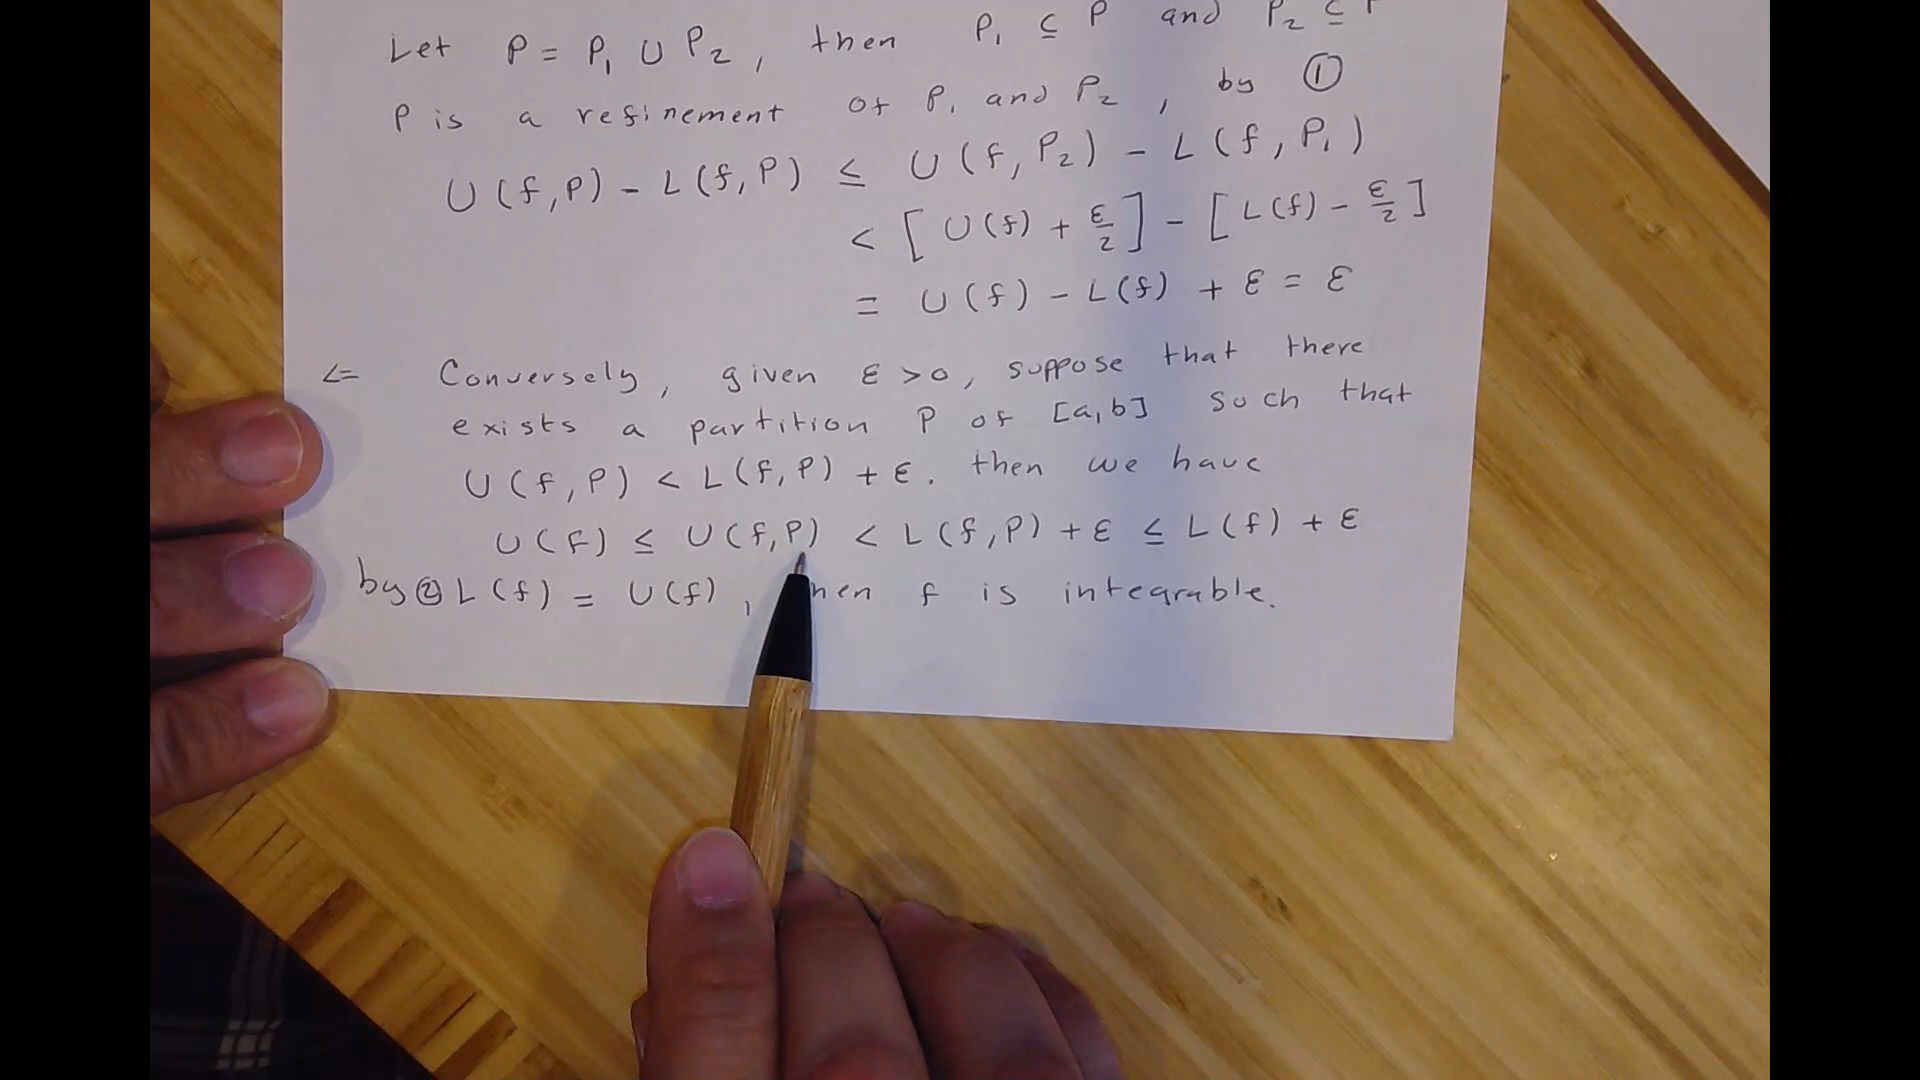 Let P = P₁ ∪ P₂, then P₁ ⊆ P and P₂ ⊆ P
P is a refinement of P₁ and P₂, by ①
U(f,P) - L(f,P) ≤ U(f,P₂) - L(f,P₁)
< [U(f) + ε/2] - [L(f) - ε/2]
= U(f) - L(f) + ε = ε
<= Conversely, given ε > 0, suppose that there
exists a partition P of [a,b] such that
U(f,P) < L(f,P) + ε. then we have
U(f) ≤ U(f,P) < L(f,P) + ε ≤ L(f) + ε
by ② L(f) = U(f), f is integrable.